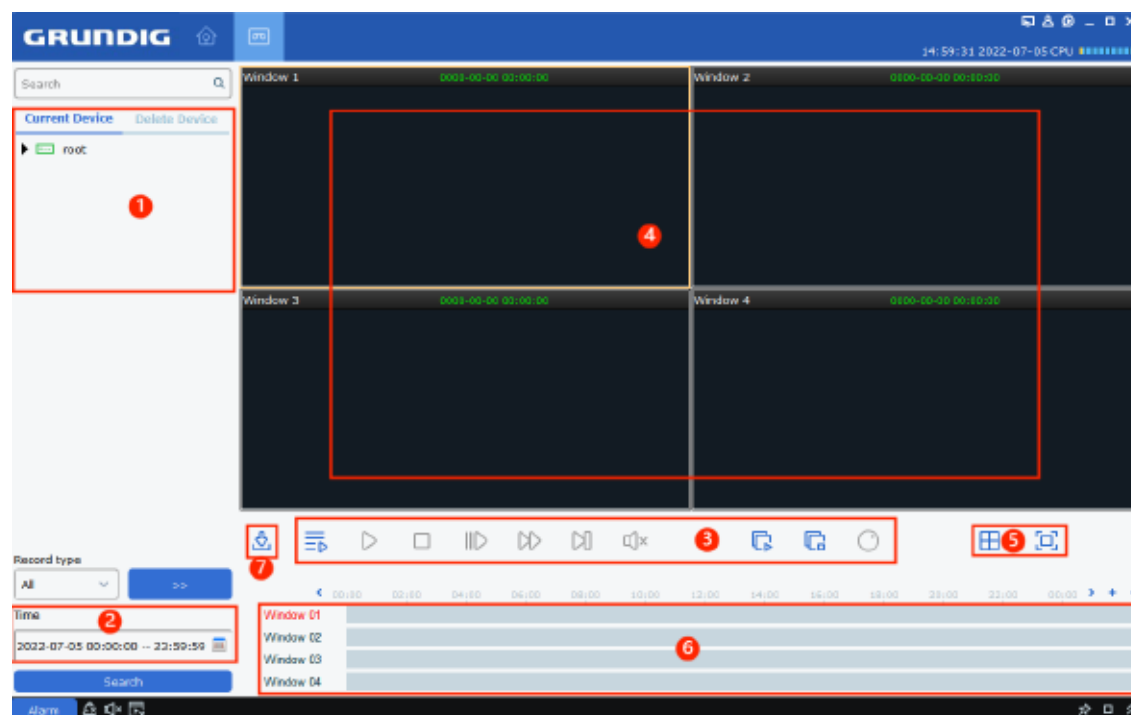 GRUNDIG
14:59:31 2022-07-05 CPU
Search
Window 1 0000-00-00 00:00:00 Window 2 0000-00-00 00:00:00
Current Device Delete Device
root
1
4
Window 3 0000-00-00 00:00:00 Window 4 0000-00-00 00:00:00
3
5
7
Record type
All >>
00:00 02:00 04:00 06:00 08:00 10:00 12:00 14:00 16:00 18:00 20:00 22:00 00:00
Time
2
2022-07-05 00:00:00 -- 23:59:59
Search
Window 01
Window 02
6
Window 03
Window 04
Alarm